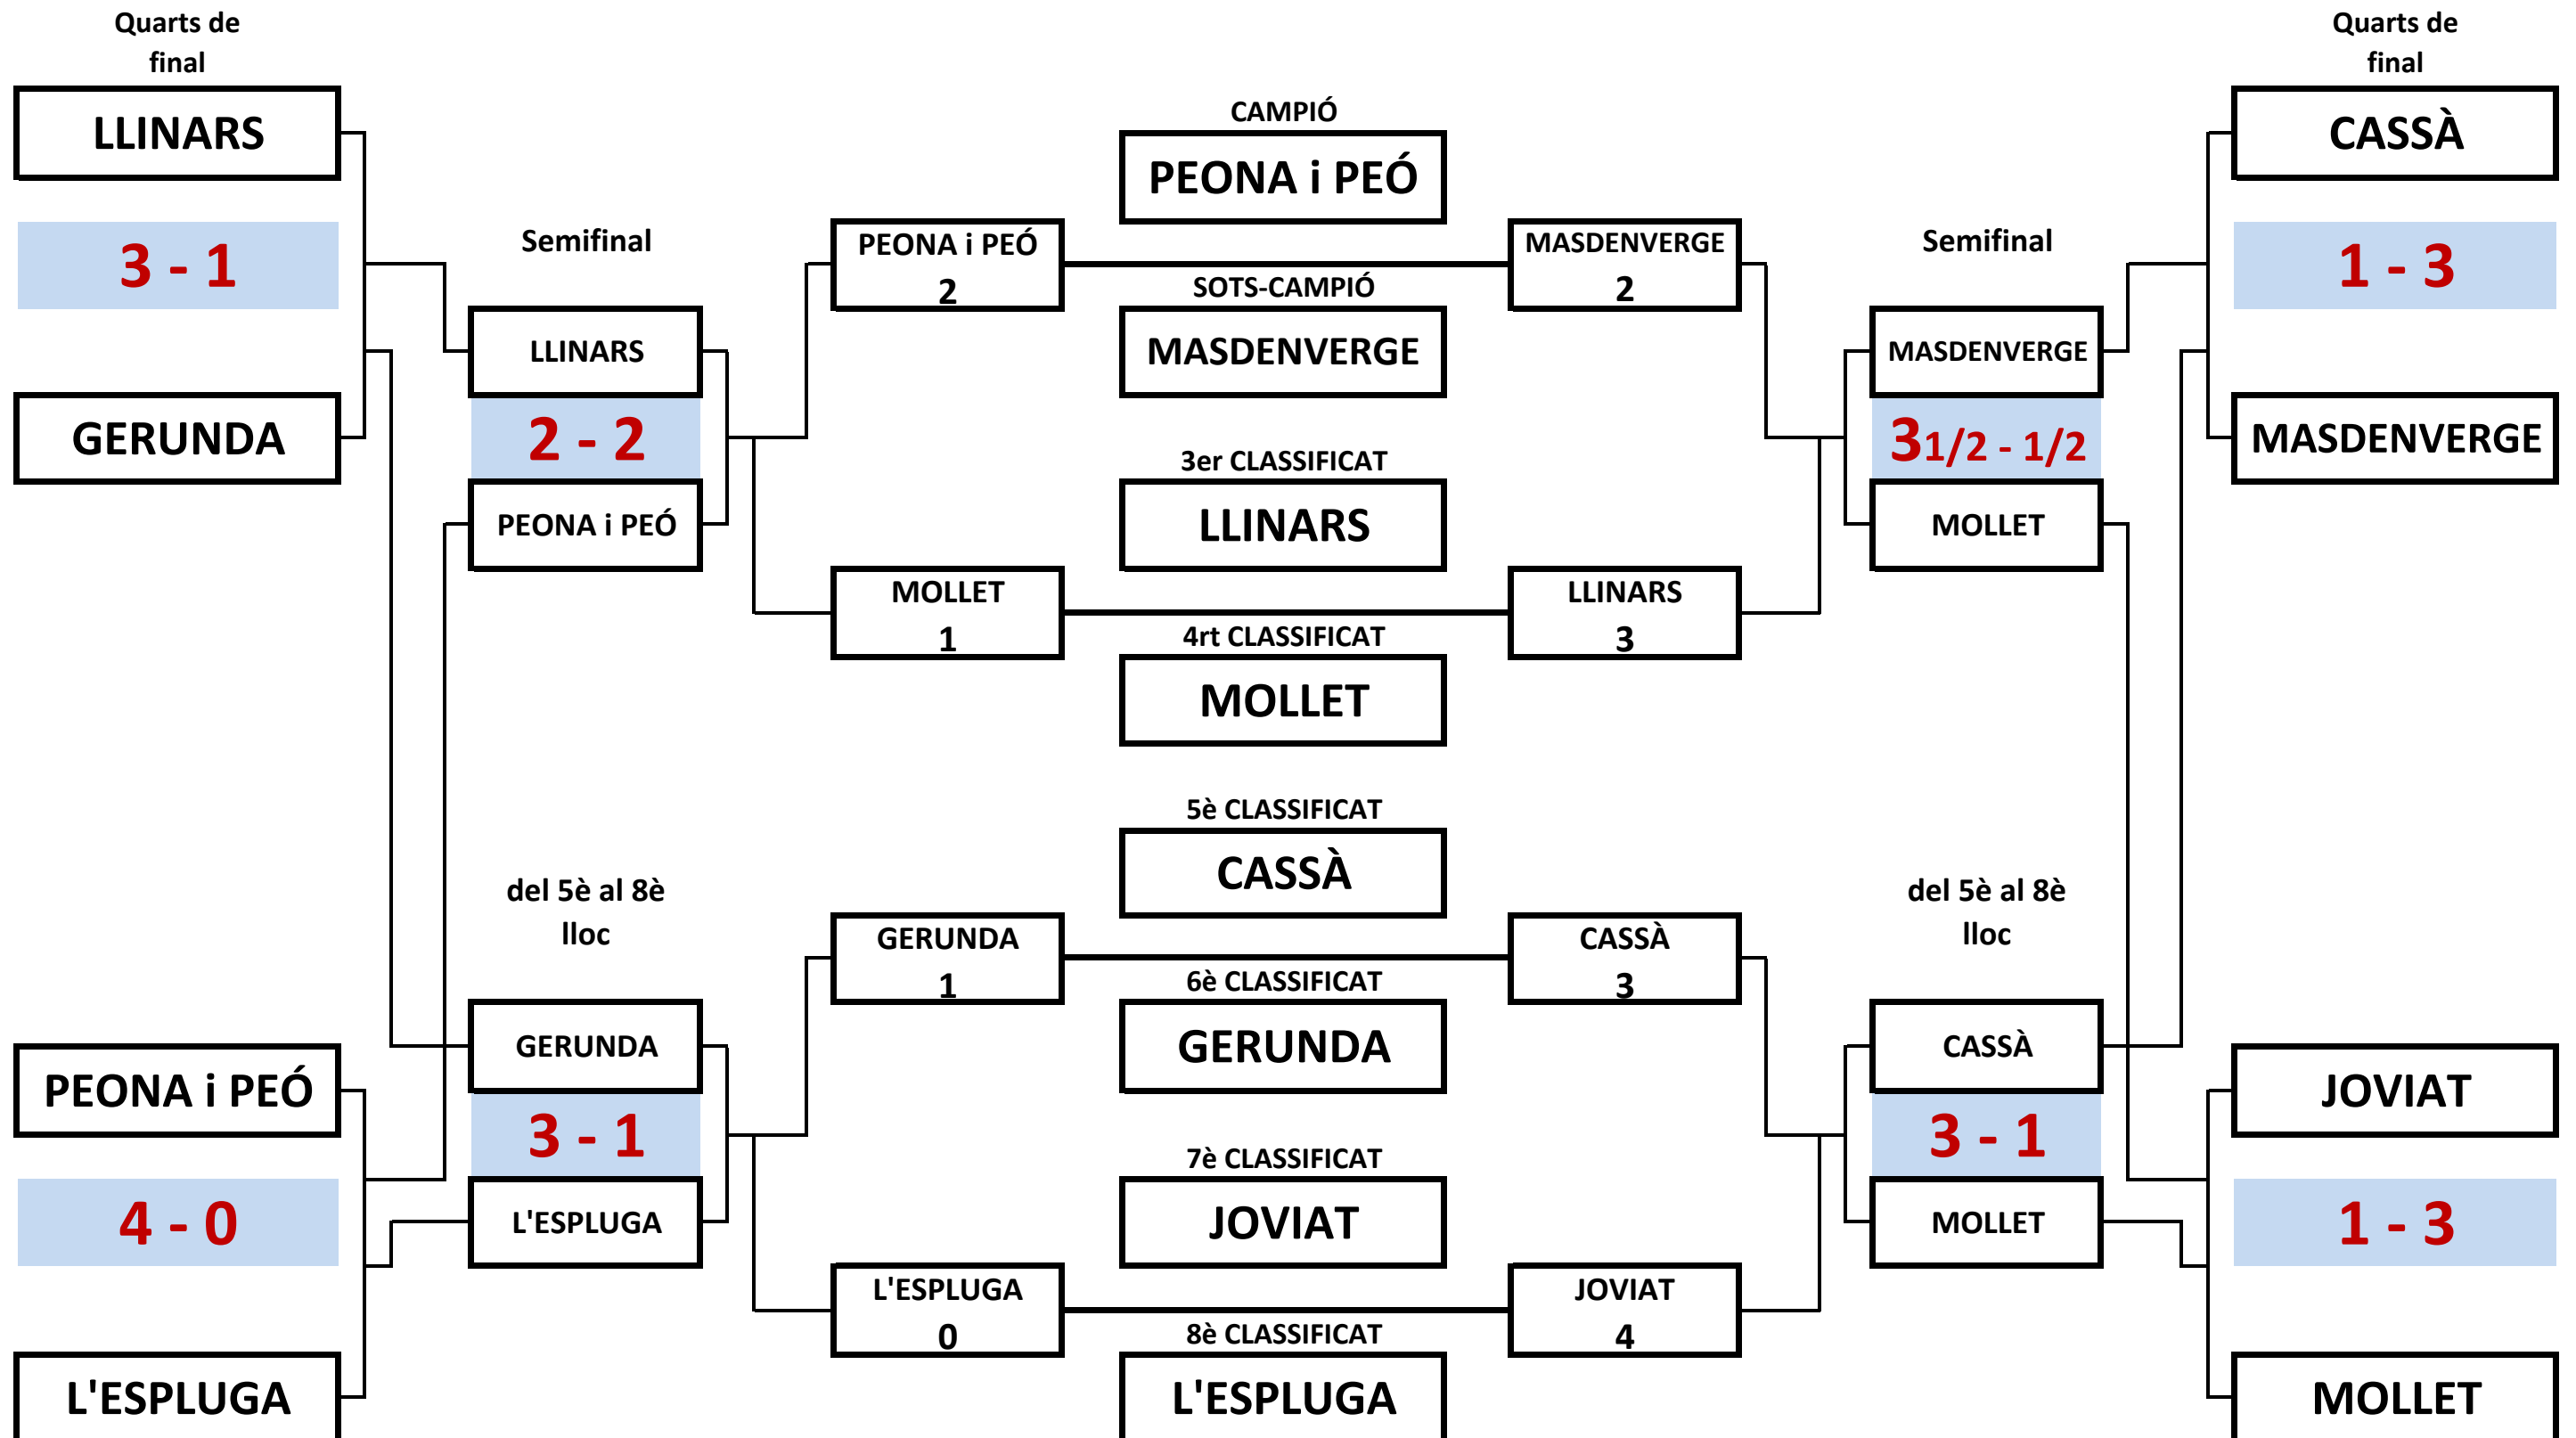 Quarts de
final
LLINARS
3 - 1
GERUNDA
PEONA i PEÓ
4 - 0
L'ESPLUGA
Semifinal
LLINARS
2 - 2
PEONA i PEÓ
del 5è al 8è
lloc
GERUNDA
3 - 1
L'ESPLUGA
PEONA i PEÓ
2
MOLLET
1
GERUNDA
1
L'ESPLUGA
0
CAMPIÓ
PEONA i PEÓ
SOTS-CAMPIÓ
MASDENVERGE
3er CLASSIFICAT
LLINARS
4rt CLASSIFICAT
MOLLET
5è CLASSIFICAT
CASSÀ
6è CLASSIFICAT
GERUNDA
7è CLASSIFICAT
JOVIAT
8è CLASSIFICAT
L'ESPLUGA
MASDENVERGE
2
LLINARS
3
CASSÀ
3
JOVIAT
4
Semifinal
MASDENVERGE
3 1/2 - 1/2
MOLLET
del 5è al 8è
lloc
CASSÀ
3 - 1
MOLLET
Quarts de
final
CASSÀ
1 - 3
MASDENVERGE
JOVIAT
1 - 3
MOLLET